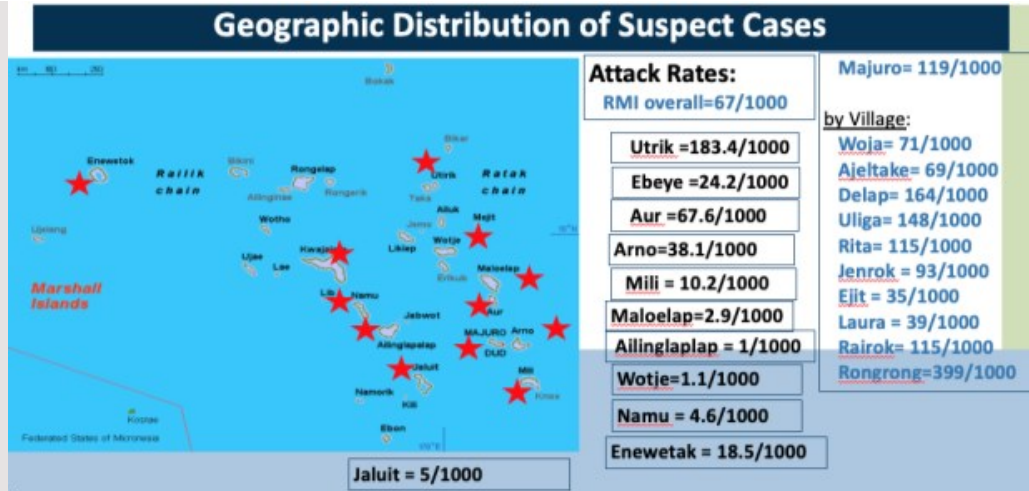 Geographic Distribution of Suspect Cases
Bikar
Enewetok
Railik
chain
Bikini
Rongelap
Rongerik
Ailinginae
Utrik
Taka
Ratak
chain
Ujelang
Wotho
Ailuk
Mejit
Jemo
Likiep
Wotje
Erikub
Kwajalein
Ujae
Lae
Maloelap
Marshall
Islands
Lib
Namu
Aur
Jabwot
MAJURO
Arno
DUD
Ailinglapalap
Jaluit
Mili
Knox
Namorik
Kili
Kosrae
Federated States of Micronesia
Ebon
Attack Rates:
RMI overall=67/1000
Utrik =183.4/1000
Ebeye =24.2/1000
Aur =67.6/1000
Arno=38.1/1000
Mili = 10.2/1000
Maloelap=2.9/1000
Ailinglaplap = 1/1000
Wotje=1.1/1000
Namu = 4.6/1000
Enewetak = 18.5/1000
Jaluit = 5/1000
Majuro= 119/1000
by Village:
Woja= 71/1000
Ajeltake= 69/1000
Delap= 164/1000
Uliga= 148/1000
Rita= 115/1000
Jenrok = 93/1000
Ejit = 35/1000
Laura = 39/1000
Rairok= 115/1000
Rongrong=399/1000